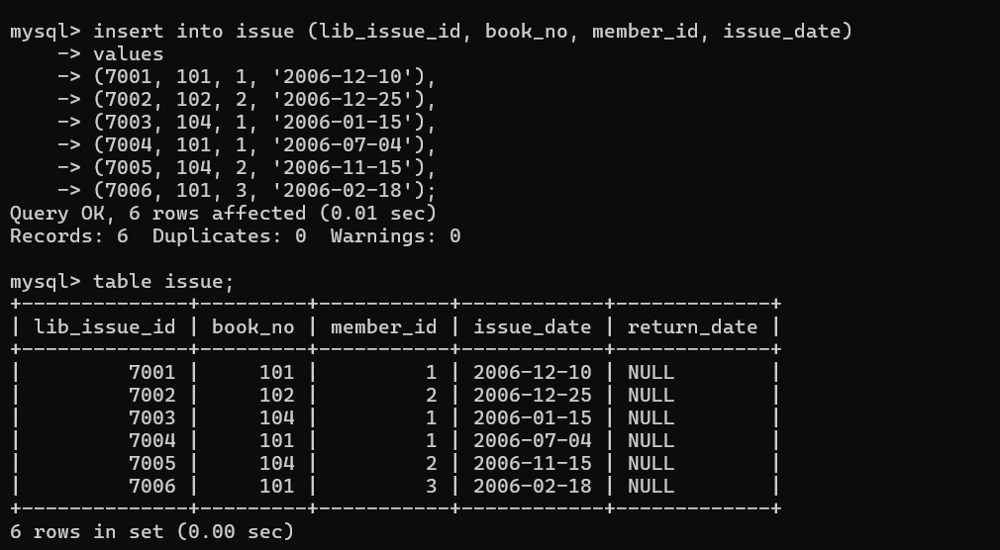 mysql> insert into issue (lib_issue_id, book_no, member_id, issue_date)
    -> values
    -> (7001, 101, 1, '2006-12-10'),
    -> (7002, 102, 2, '2006-12-25'),
    -> (7003, 104, 1, '2006-01-15'),
    -> (7004, 101, 1, '2006-07-04'),
    -> (7005, 104, 2, '2006-11-15'),
    -> (7006, 101, 3, '2006-02-18');
Query OK, 6 rows affected (0.01 sec)
Records: 6  Duplicates: 0  Warnings: 0

mysql> table issue;
+--------------+---------+-----------+------------+-------------+
| lib_issue_id | book_no | member_id | issue_date | return_date |
+--------------+---------+-----------+------------+-------------+
|         7001 |     101 |         1 | 2006-12-10 | NULL        |
|         7002 |     102 |         2 | 2006-12-25 | NULL        |
|         7003 |     104 |         1 | 2006-01-15 | NULL        |
|         7004 |     101 |         1 | 2006-07-04 | NULL        |
|         7005 |     104 |         2 | 2006-11-15 | NULL        |
|         7006 |     101 |         3 | 2006-02-18 | NULL        |
+--------------+---------+-----------+------------+-------------+
6 rows in set (0.00 sec)